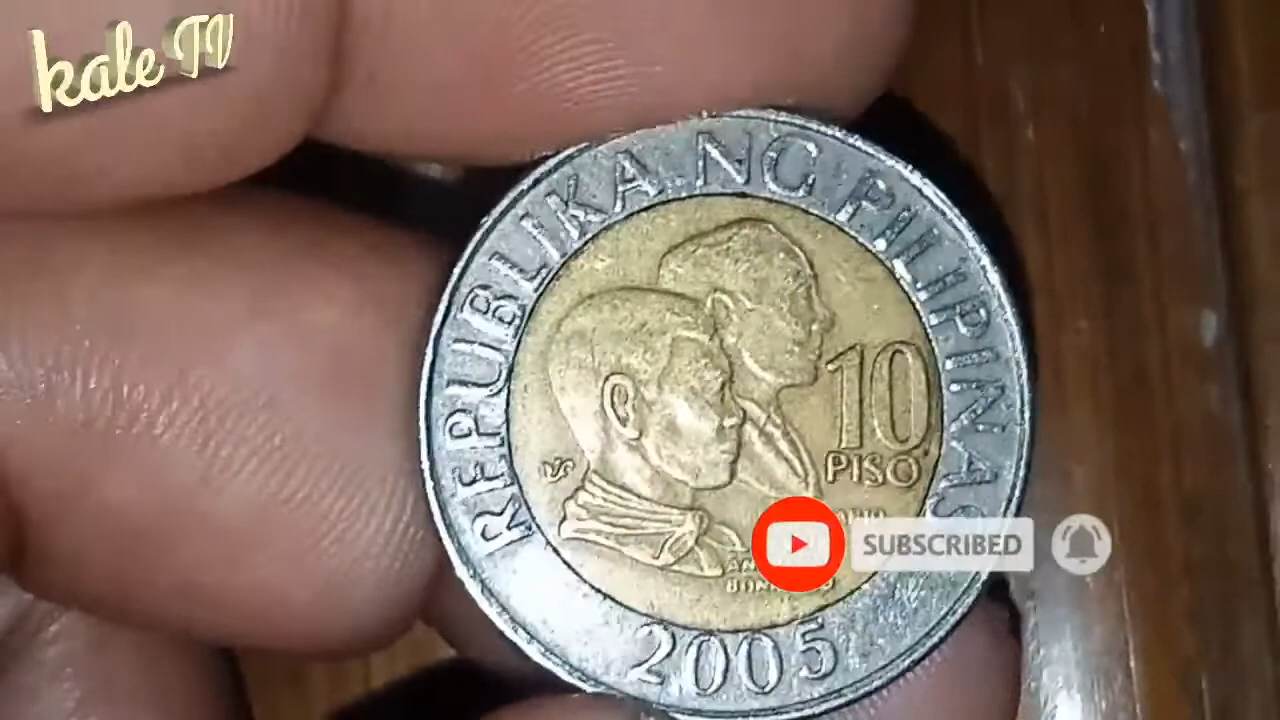 kale TV
REPUBLIKA NG PILIPINAS
10
PISO
SUBSCRIBED
2005